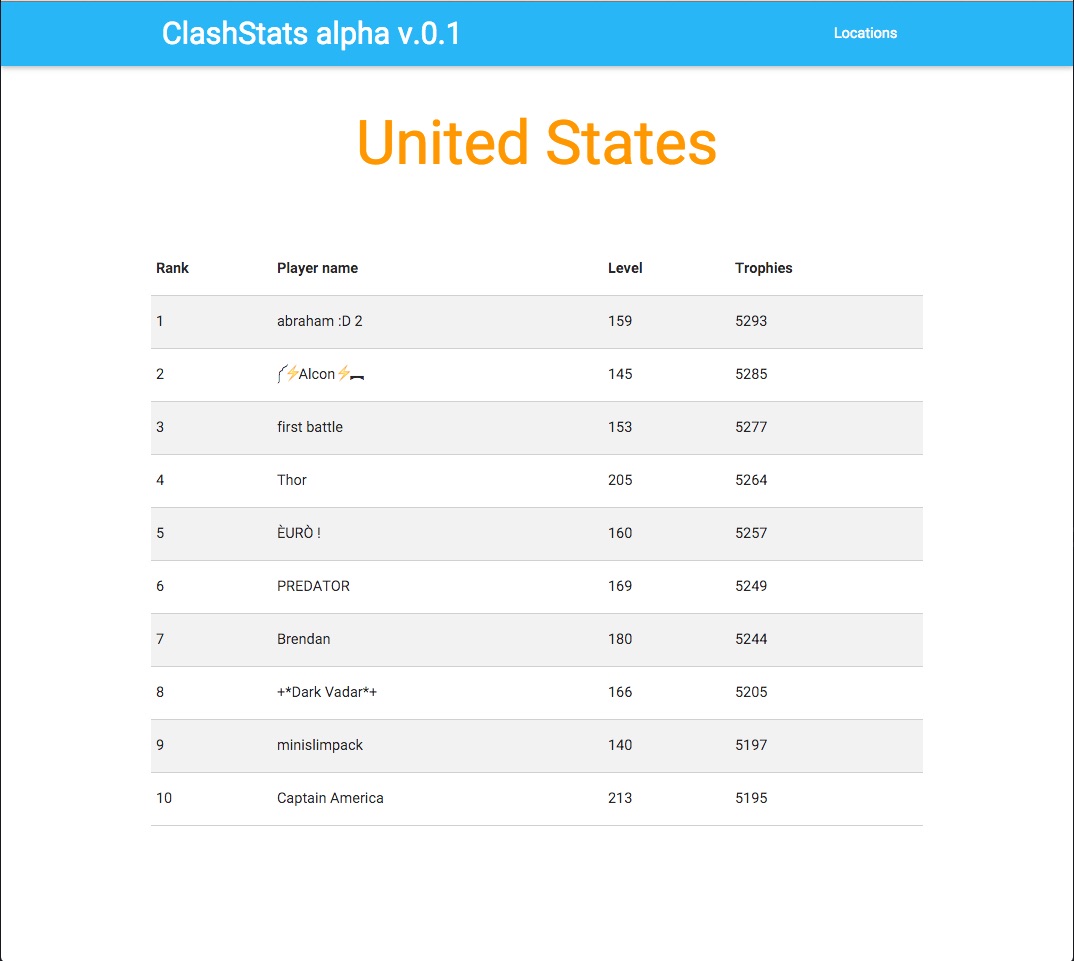 ClashStats alpha v.0.1 Locations
United States
Rank Player name Level Trophies
1 abraham :D 2 159 5293
2 ⚡Alcon⚡ 145 5285
3 first battle 153 5277
4 Thor 205 5264
5 ÈURÒ ! 160 5257
6 PREDATOR 169 5249
7 Brendan 180 5244
8 +*Dark Vadar*+ 166 5205
9 minislimpack 140 5197
10 Captain America 213 5195